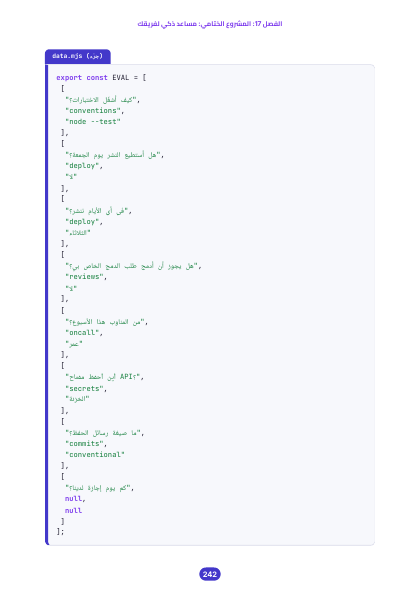 الفصل 17: المشروع الختامي: مساعد ذكي لفريقك
data.mjs (جزء)
export const EVAL = [
[
"كيف أشغّل الاختبارات؟",
"conventions",
"node --test"
],
[
"هل أستطيع النشر يوم الجمعة؟",
"deploy",
"لا"
],
[
"في أي الأيام ننشر؟",
"deploy",
"الثلاثاء"
],
[
"هل يجوز أن أدمج طلب الدمج الخاص بي؟",
"reviews",
"لا"
],
[
"من المناوب هذا الأسبوع؟",
"oncall",
"عمر"
],
[
"أين أحفظ مفتاح API؟",
"secrets",
"الخزنة"
],
[
"ما صيغة رسائل الحفظ؟",
"commits",
"conventional"
],
[
"كم يوم إجازة لدينا؟",
null,
null
]
];
242